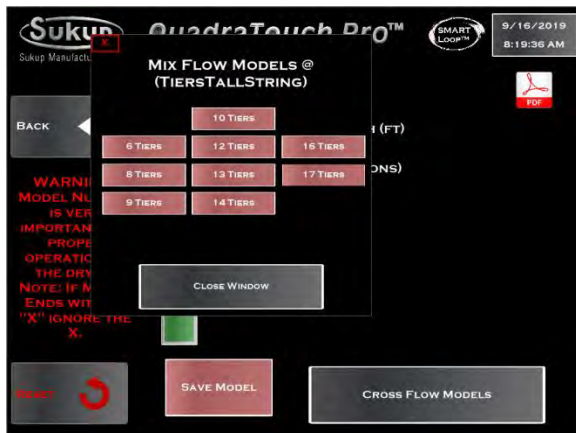 Sukup
QuadraTouch Pro™
SMART
LOOP™
9/16/2019
8:19:36 AM
Sukup Manufactu
X
MIX FLOW MODELS @
(TIERSTALLSTRING)
PDF
BACK
H (FT)
10 TIERS
6 TIERS
12 TIERS
16 TIERS
8 TIERS
13 TIERS
17 TIERS
ONS)
9 TIERS
14 TIERS
WARNI
MODEL NU
IS VER
IMPORTAN
PROPE
OPERATIO
THE DRY
NOTE: IF M
ENDS WIT
"X" IGNORE THE
X.
CLOSE WINDOW
RESET
SAVE MODEL
CROSS FLOW MODELS